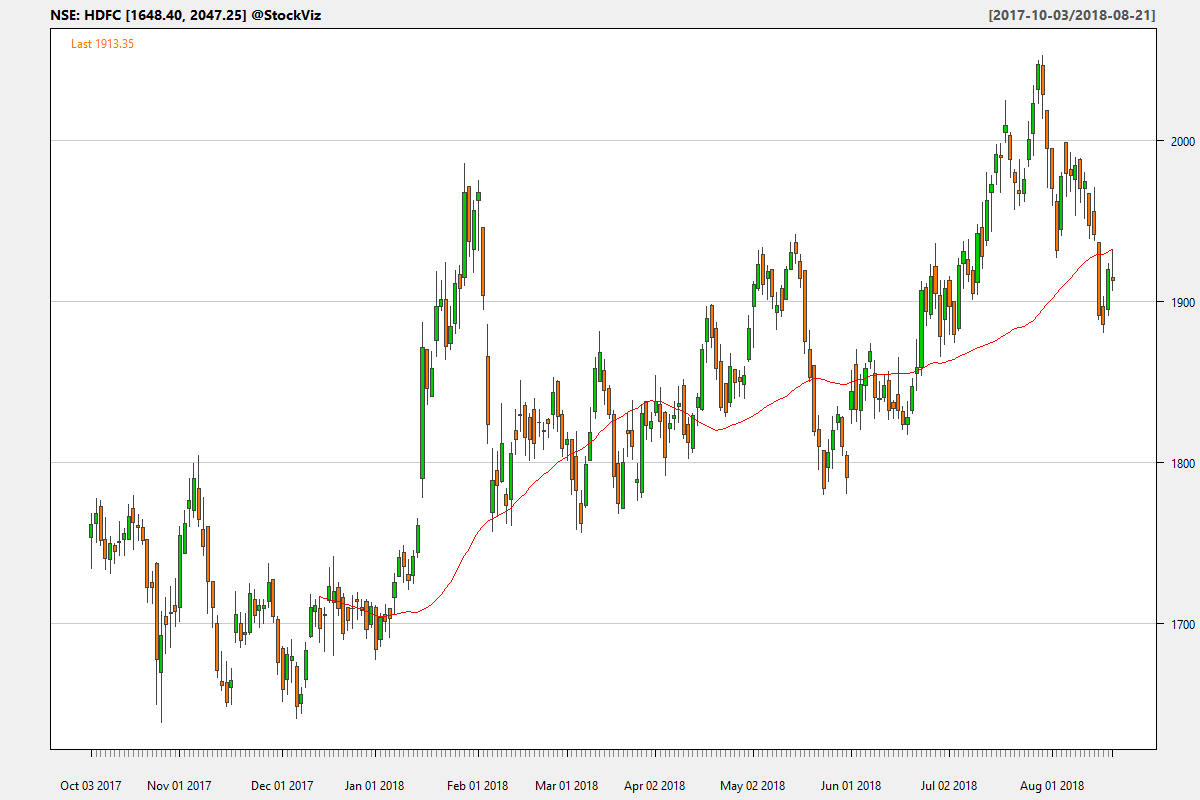 NSE: HDFC [1648.40, 2047.25] @StockViz [2017-10-03/2018-08-21]
Last 1913.35
2000
1900
1800
1700
Oct 03 2017 Nov 01 2017 Dec 01 2017 Jan 01 2018 Feb 01 2018 Mar 01 2018 Apr 02 2018 May 02 2018 Jun 01 2018 Jul 02 2018 Aug 01 2018